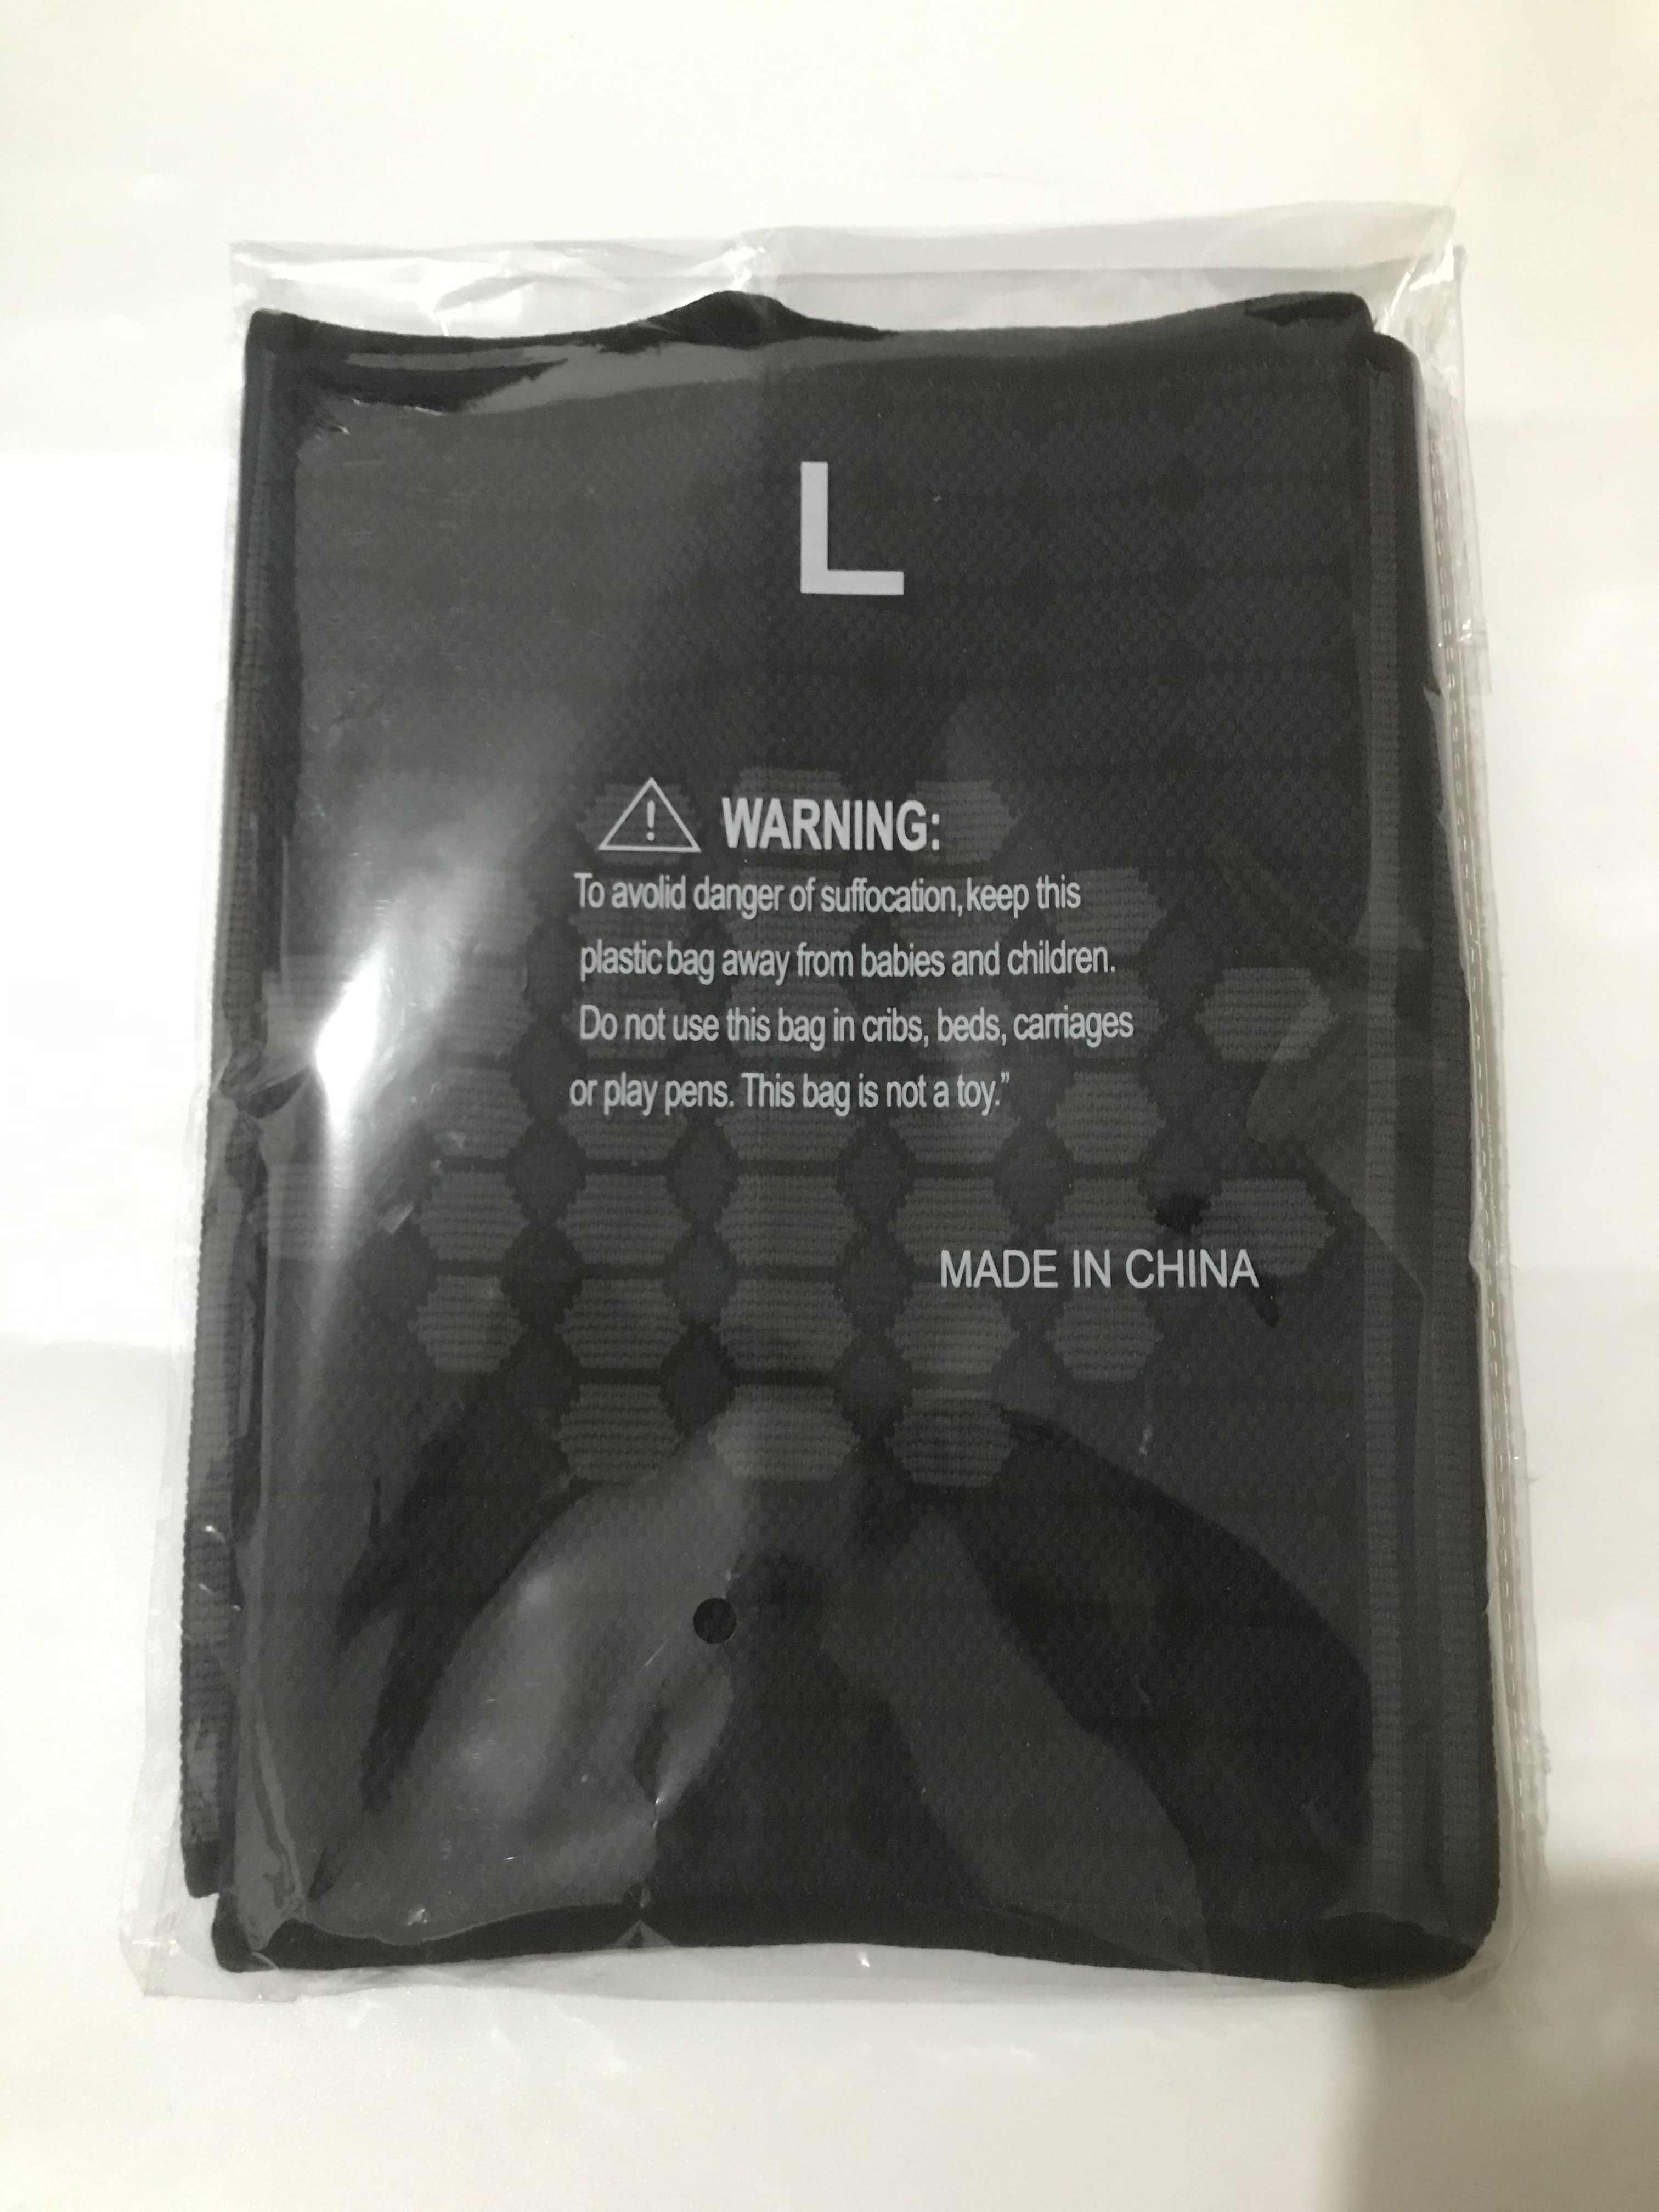 L
WARNING:
To avolid danger of suffocation,keep this
plastic bag away from babies and children.
Do not use this bag in cribs, beds, carriages
or play pens. This bag is not a toy.”
MADE IN CHINA